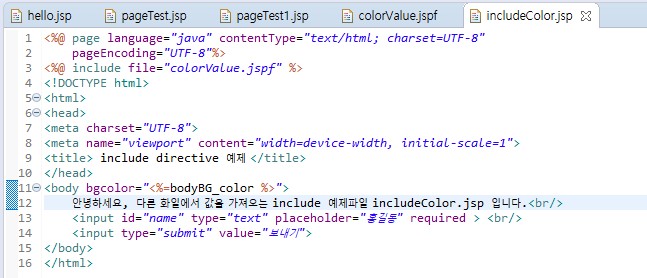 hello.jsp pageTest.jsp pageTest1.jsp colorValue.jspf includeColor.jsp
1 <%@ page language="java" contentType="text/html; charset=UTF-8"
2 pageEncoding="UTF-8"%>
3 <%@ include file="colorValue.jspf" %>
4 <!DOCTYPE html>
5 <html>
6 <head>
7 <meta charset="UTF-8">
8 <meta name="viewport" content="width=device-width, initial-scale=1">
9 <title> include directive 예제 </title>
10 </head>
11 <body bgcolor="<%=bodyBG_color %>">
12 안녕하세요, 다른 화일에서 값을 가져오는 include 예제파일 includeColor.jsp 입니다.<br/>
13 <input id="name" type="text" placeholder="홍길동" required > <br/>
14 <input type="submit" value="보내기">
15 </body>
16 </html>